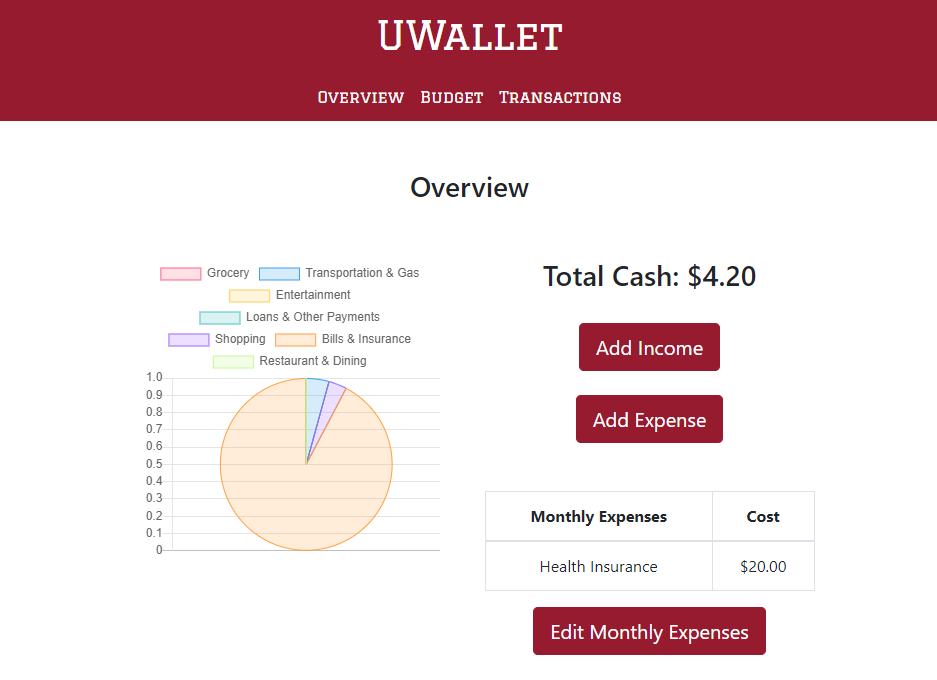 UWallet
Overview Budget Transactions
Overview
Grocery Transportation & Gas
Entertainment
Loans & Other Payments
Shopping Bills & Insurance
Restaurant & Dining
1.0
0.9
0.8
0.7
0.6
0.5
0.4
0.3
0.2
0.1
0
Total Cash: $4.20
Add Income
Add Expense
Monthly Expenses Cost
Health Insurance $20.00
Edit Monthly Expenses